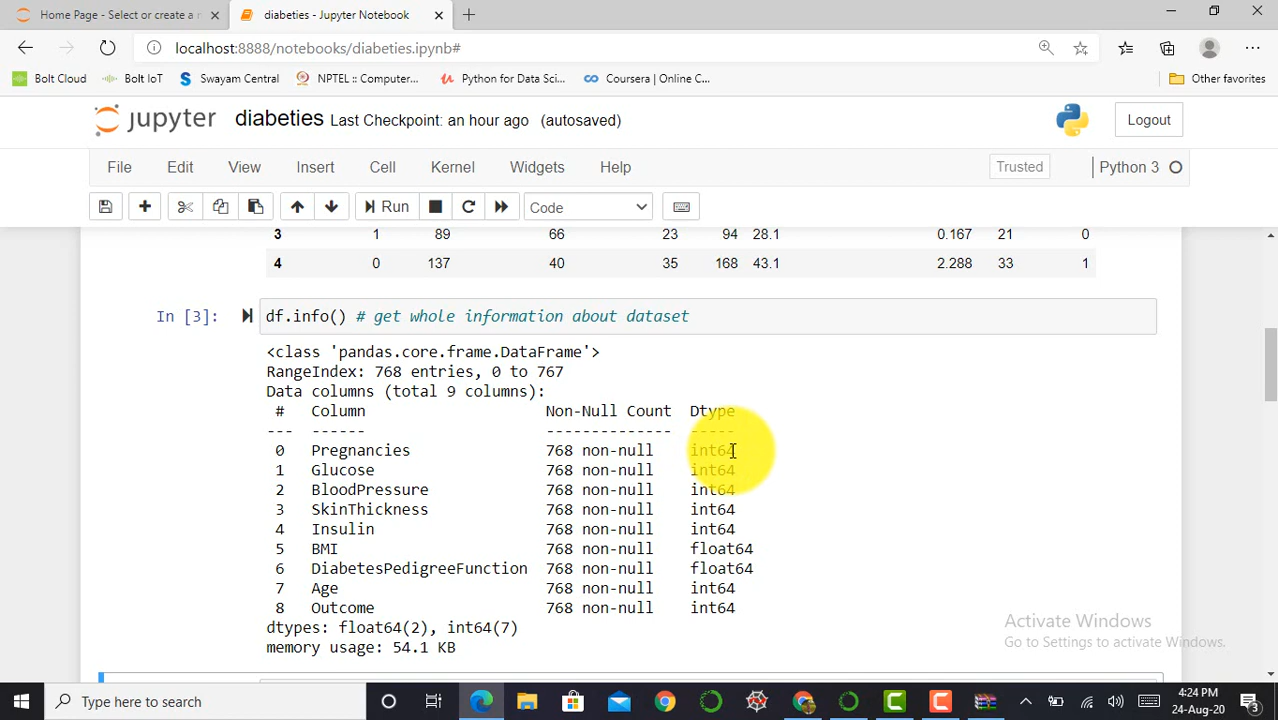 Home Page - Select or create a n
diabeties - Jupyter Notebook
localhost:8888/notebooks/diabeties.ipynb#
Bolt Cloud
Bolt IoT
Swayam Central
NPTEL :: Computer...
Python for Data Sci...
Coursera | Online C...
Other favorites
jupyter diabeties Last Checkpoint: an hour ago (autosaved)
Logout
File Edit View Insert Cell Kernel Widgets Help
Trusted
Python 3
Run
Code
3 1 89 66 23 94 28.1 0.167 21 0
4 0 137 40 35 168 43.1 2.288 33 1
In [3]: df.info() # get whole information about dataset
<class 'pandas.core.frame.DataFrame'>
RangeIndex: 768 entries, 0 to 767
Data columns (total 9 columns):
# Column Non-Null Count Dtype
--- ------ -------------- -----
0 Pregnancies 768 non-null int64
1 Glucose 768 non-null int64
2 BloodPressure 768 non-null int64
3 SkinThickness 768 non-null int64
4 Insulin 768 non-null int64
5 BMI 768 non-null float64
6 DiabetesPedigreeFunction 768 non-null float64
7 Age 768 non-null int64
8 Outcome 768 non-null int64
dtypes: float64(2), int64(7)
memory usage: 54.1 KB
Activate Windows
Go to Settings to activate Windows.
Type here to search
4:24 PM
24-Aug-20
3